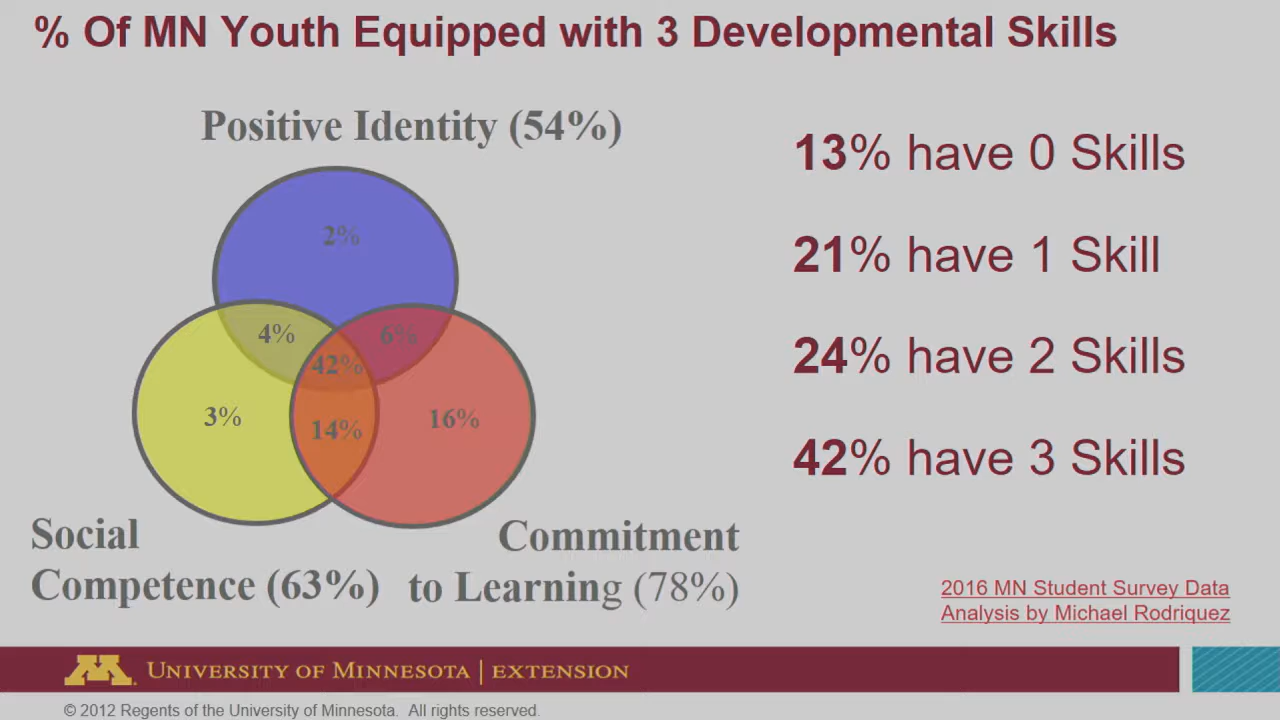 % Of MN Youth Equipped with 3 Developmental Skills
Positive Identity (54%)
2%
4%
6%
42%
3%
14%
16%
Social
Competence (63%)
Commitment
to Learning (78%)
13% have 0 Skills
21% have 1 Skill
24% have 2 Skills
42% have 3 Skills
2016 MN Student Survey Data
Analysis by Michael Rodriquez
M
UNIVERSITY OF MINNESOTA | EXTENSION
© 2012 Regents of the University of Minnesota. All rights reserved.